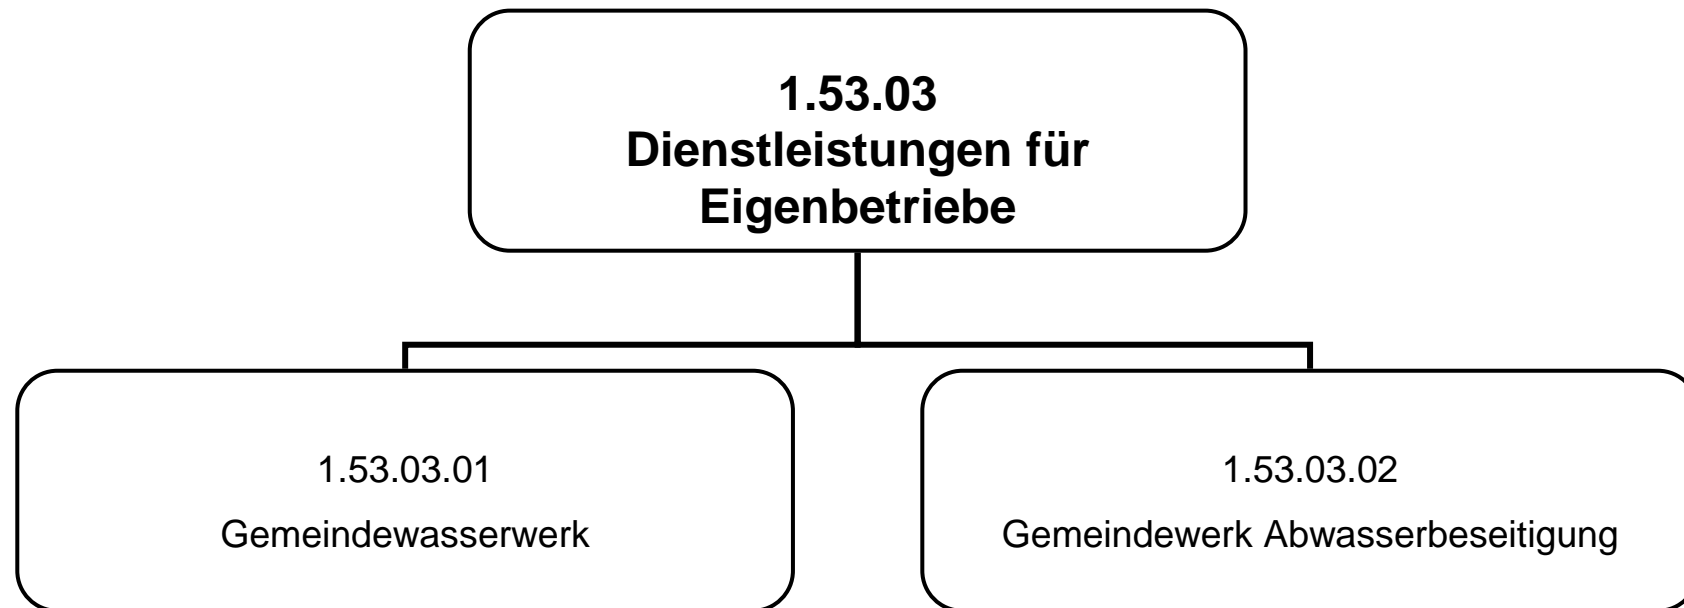 1.53.03
Dienstleistungen für
Eigenbetriebe
1.53.03.01
Gemeindewasserwerk
1.53.03.02
Gemeindewerk Abwasserbeseitigung